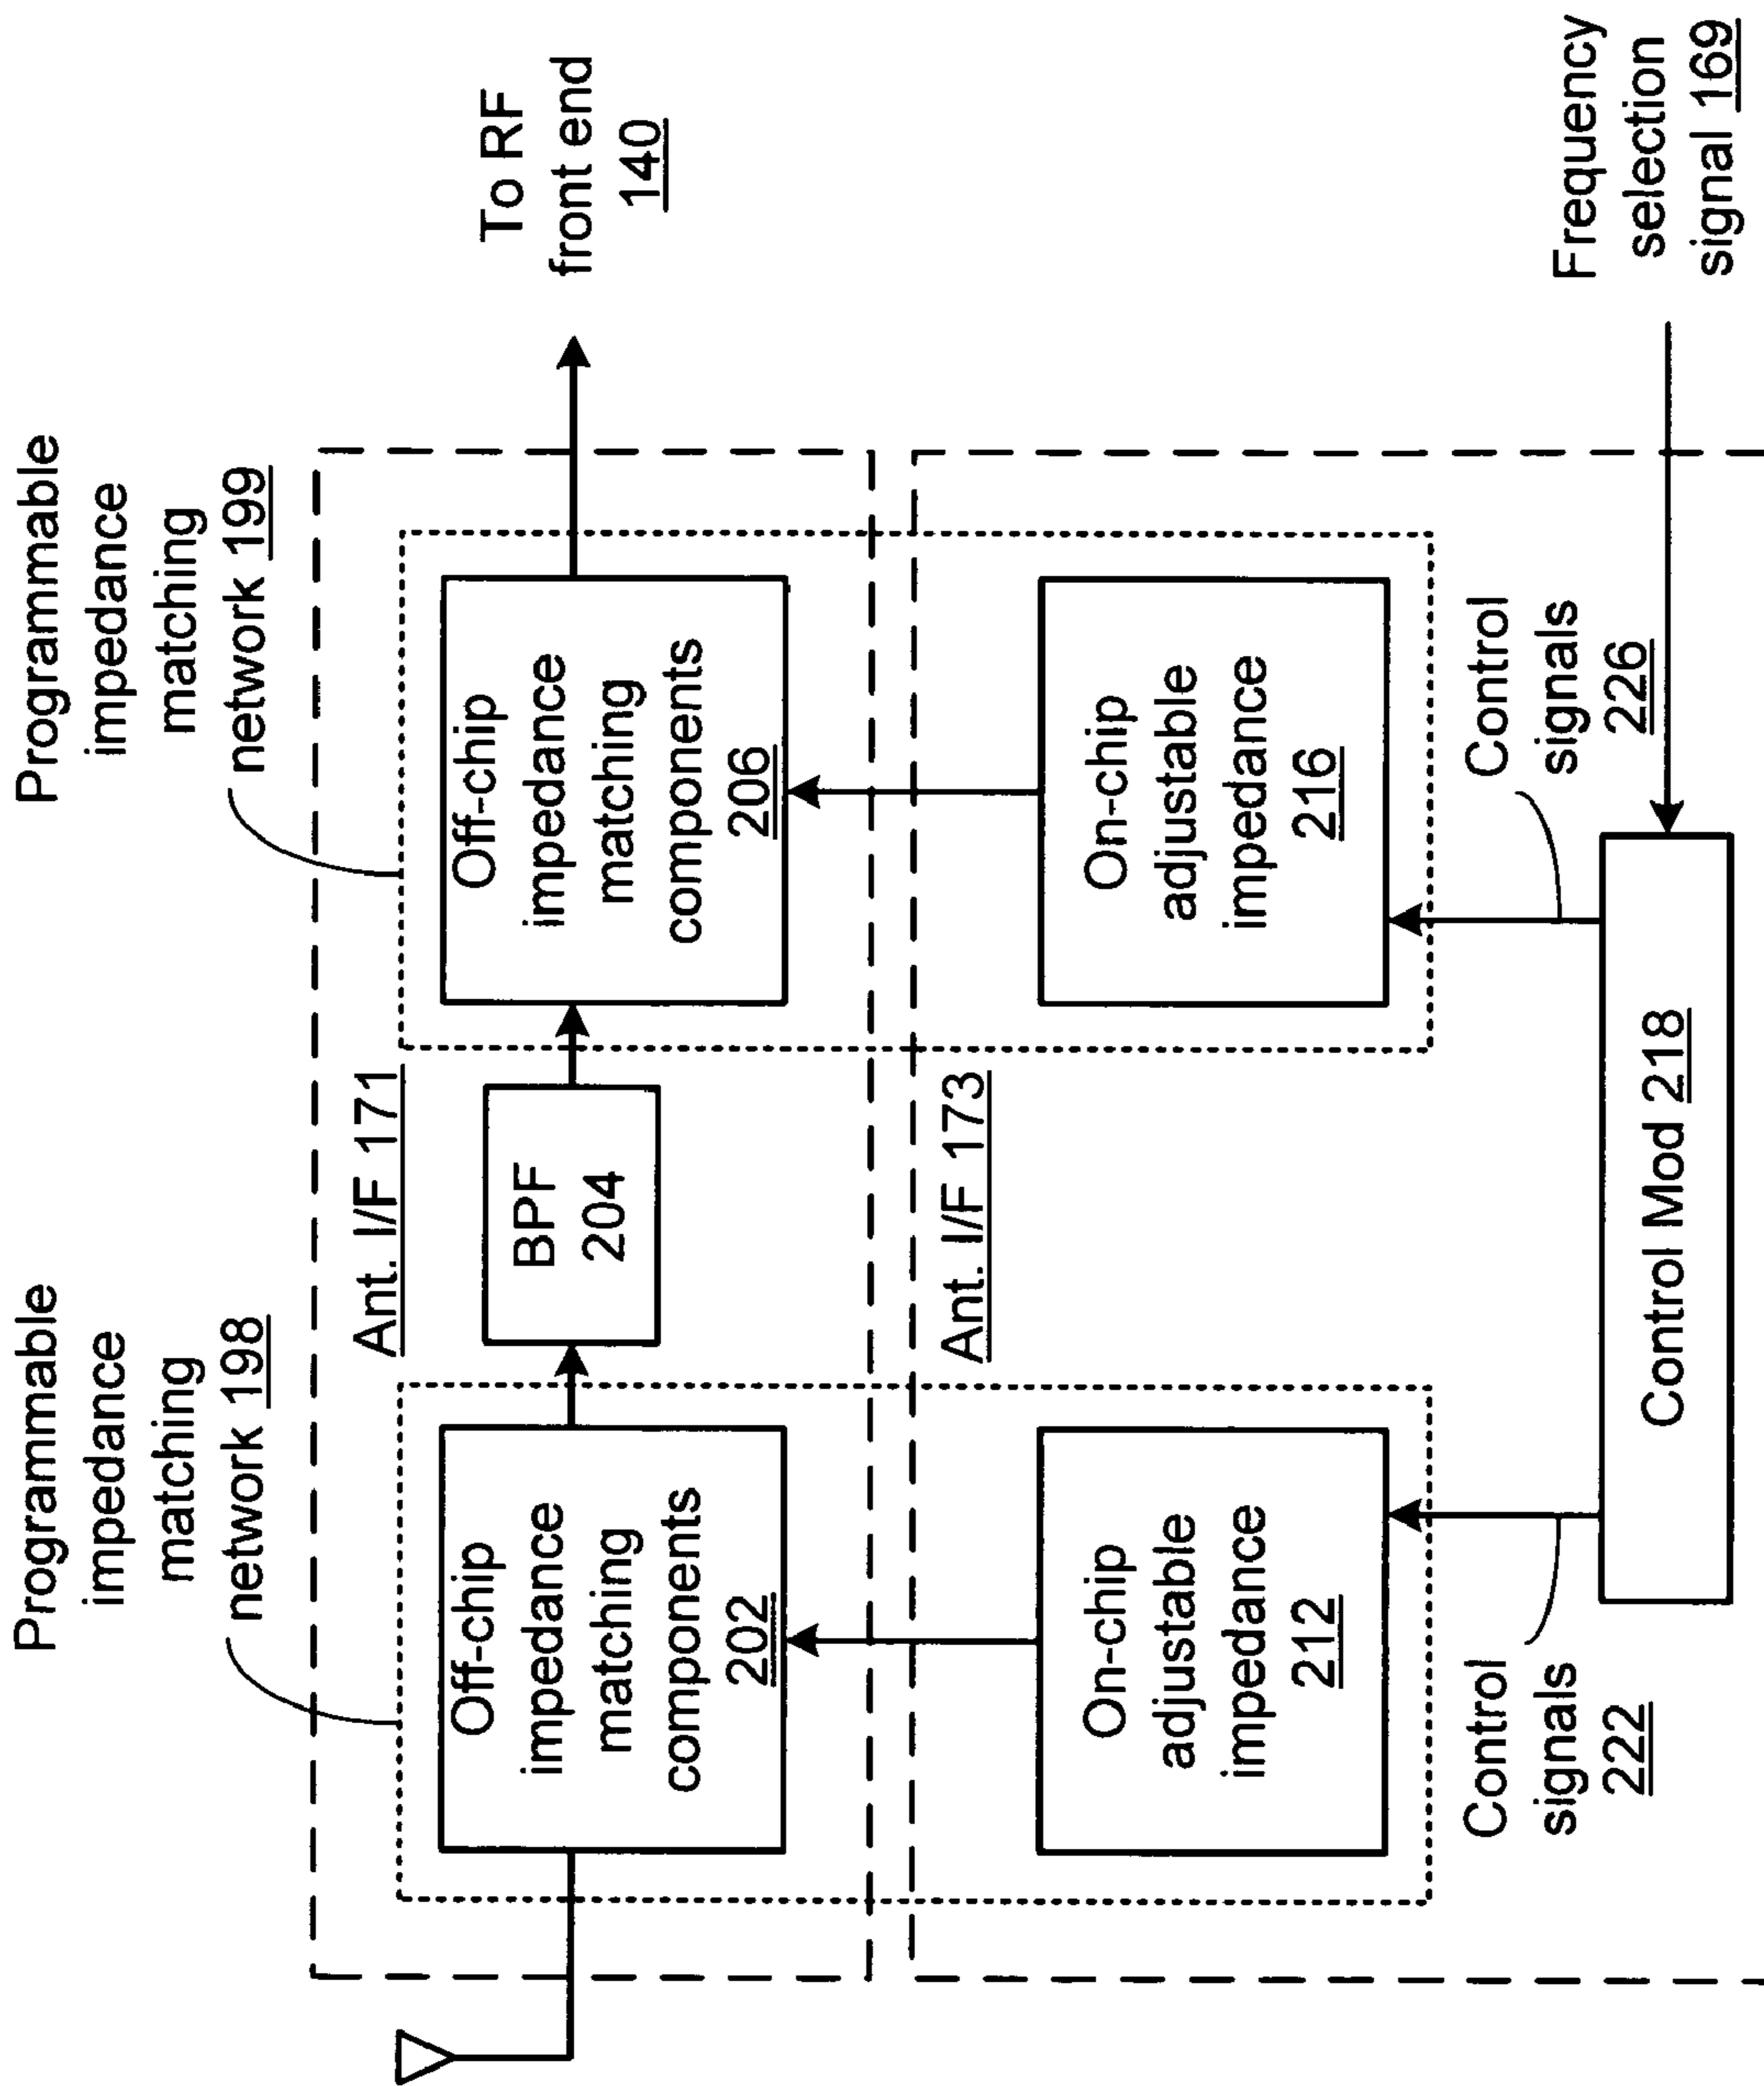 Programmable
impedance
matching
network 198
Programmable
impedance
matching
network 199
Ant. I/F 171
Off-chip
impedance
matching
components
202
BPF
204
Off-chip
impedance
matching
components
206
To RF
front end
140
Ant. I/F 173
On-chip
adjustable
impedance
212
On-chip
adjustable
impedance
216
Control
signals
222
Control
signals
226
Control Mod 218
Frequency
selection
signal 169